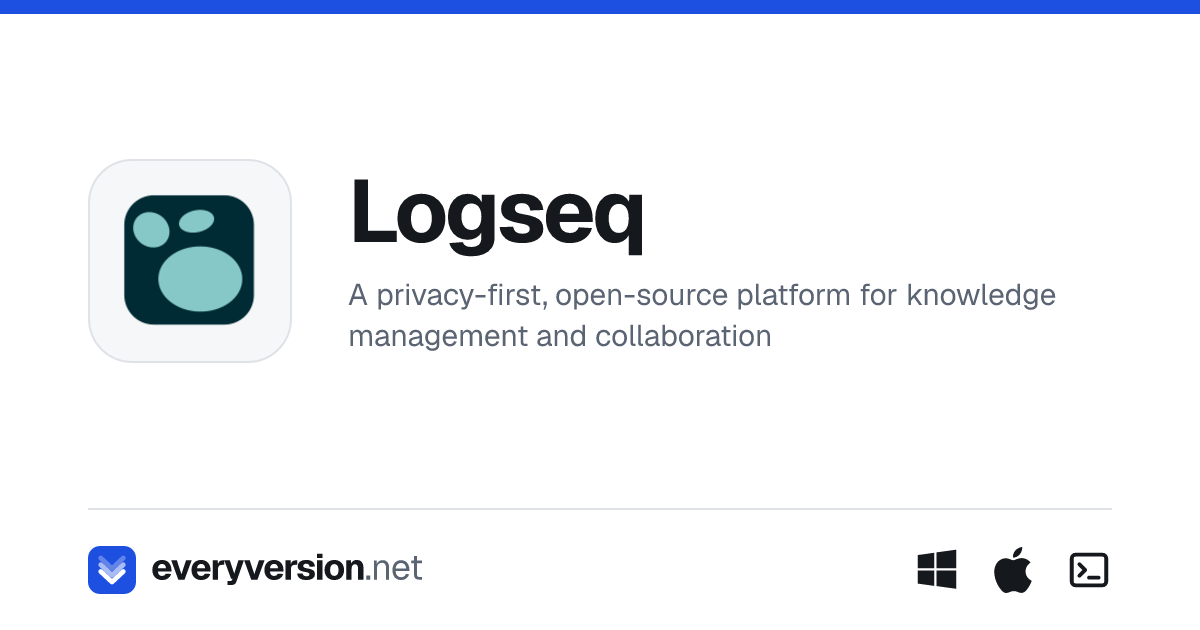 Logseq
A privacy-first, open-source platform for knowledge
management and collaboration
everyversion.net